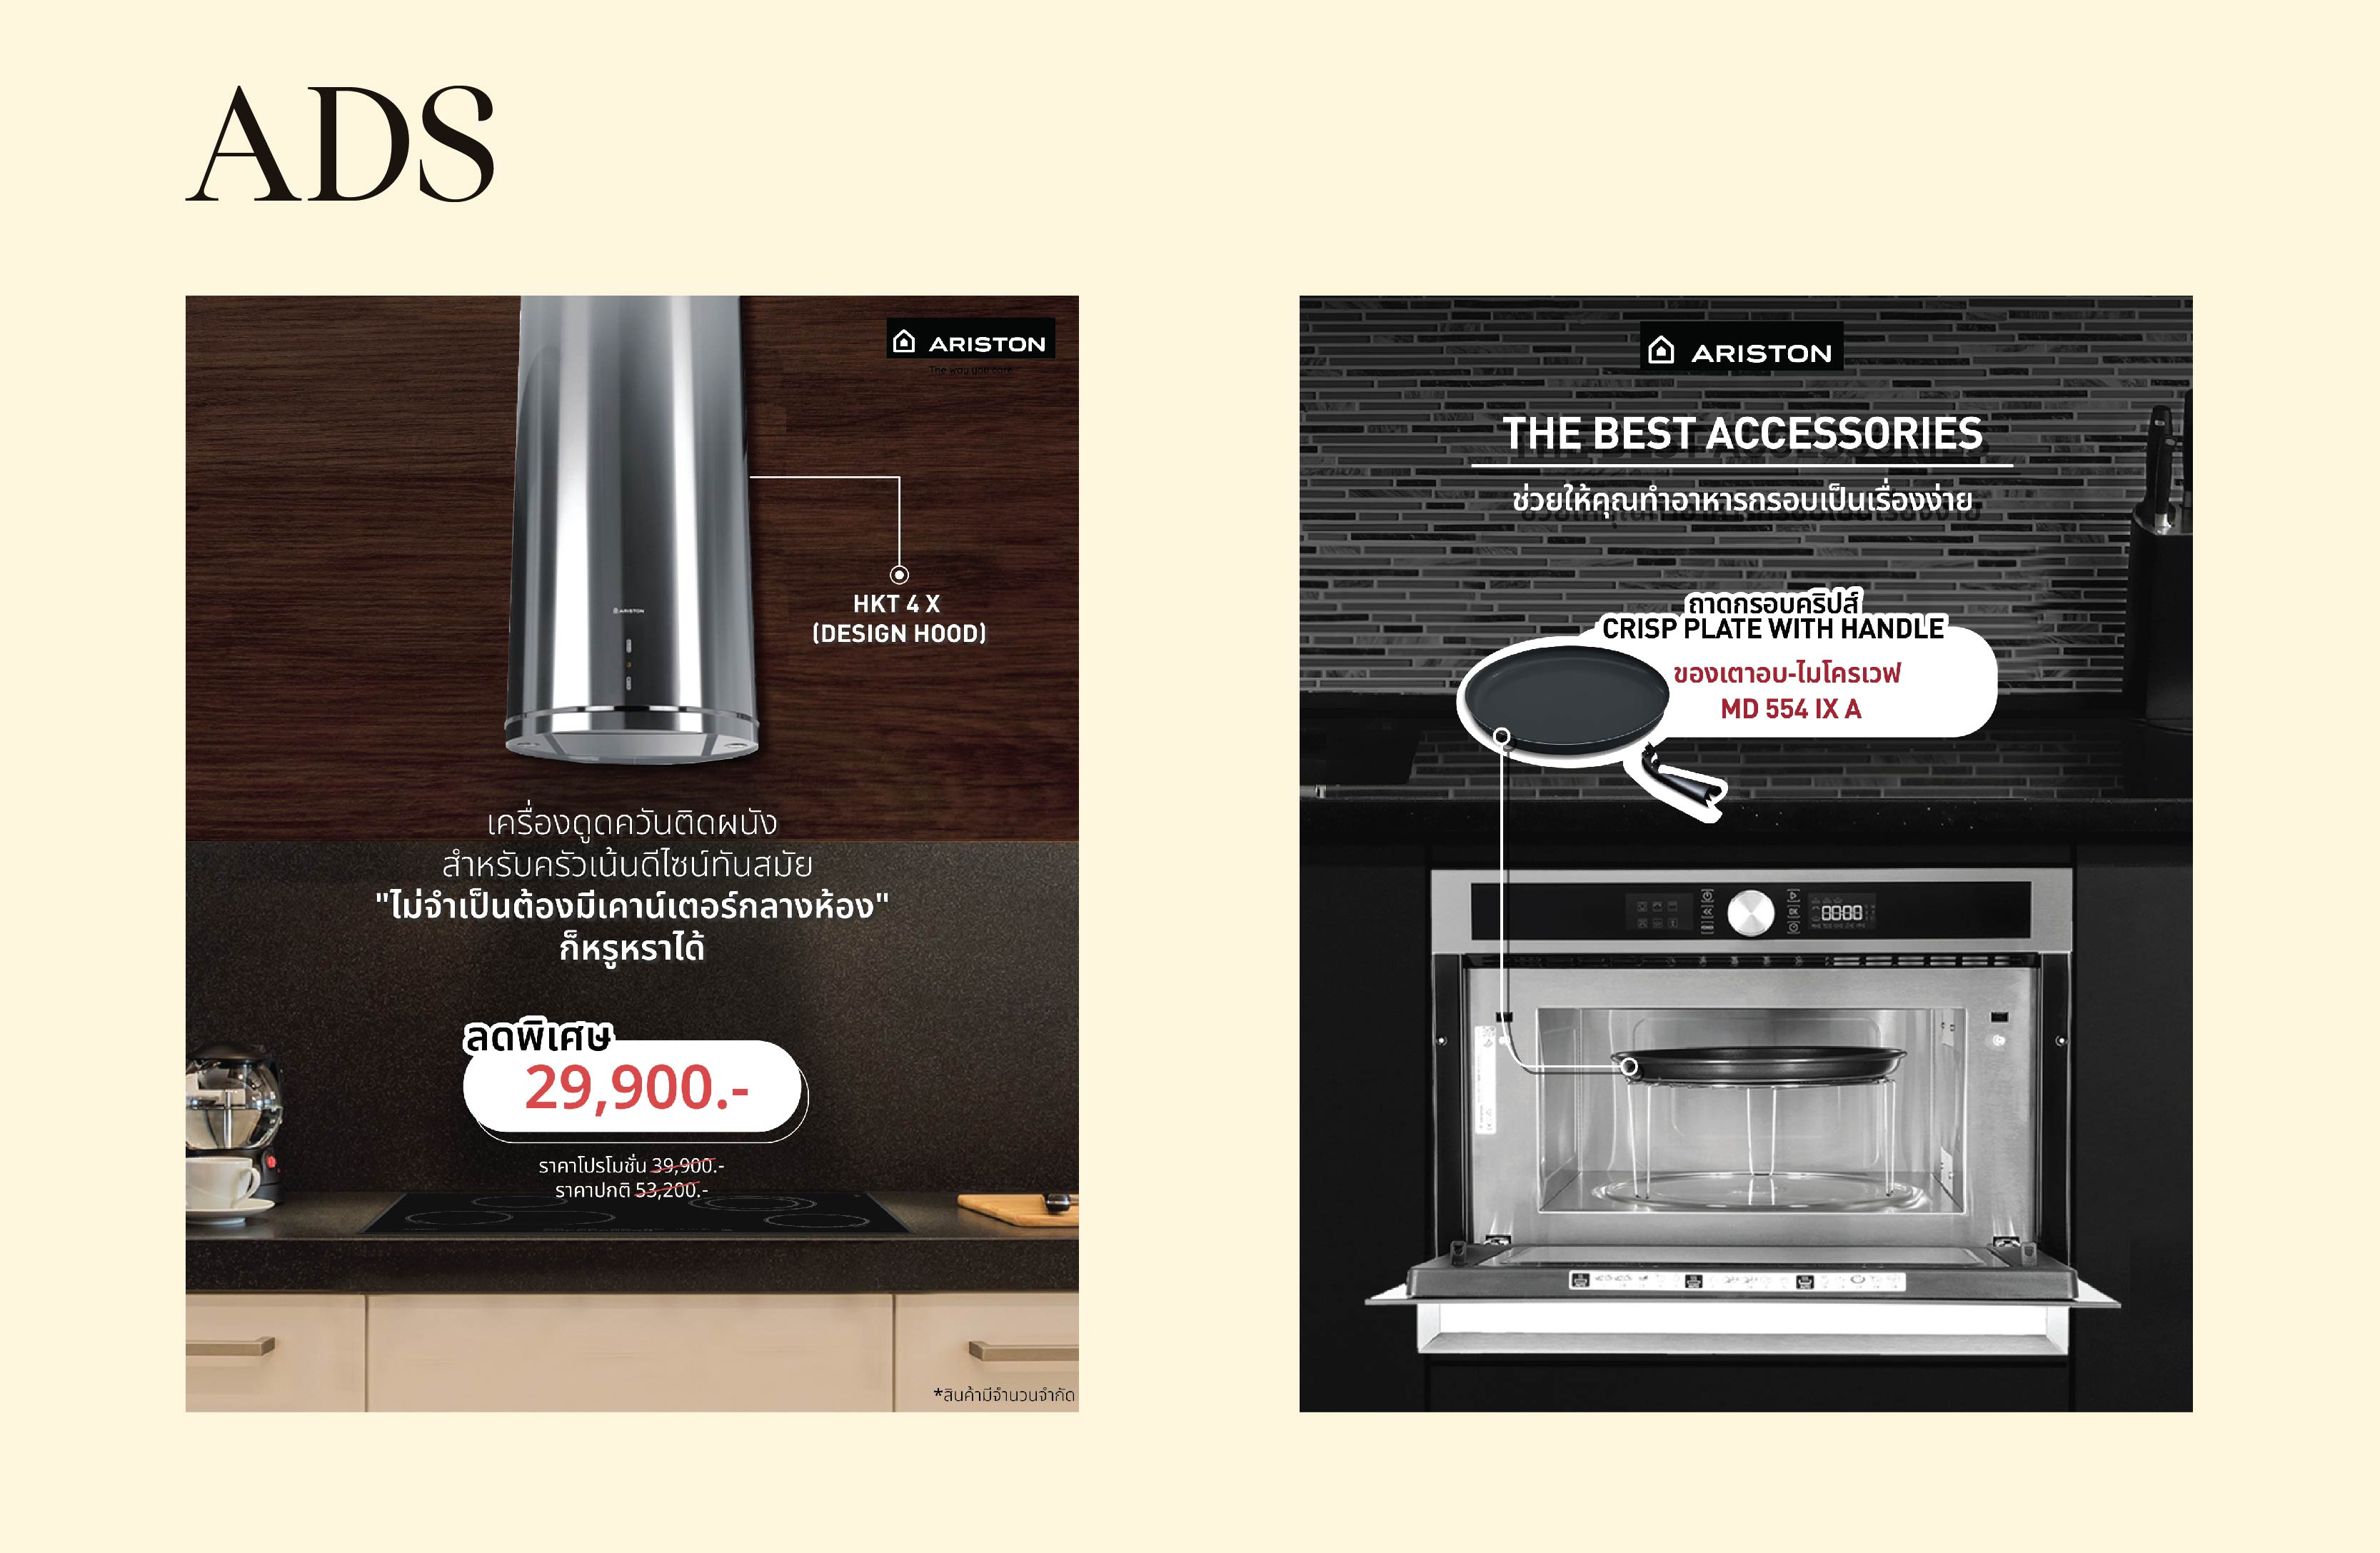 ADS
ARISTON
The way you care
ARISTON
HKT 4 X
(DESIGN HOOD)
เครื่องดูดควันติดผนัง
สำหรับครัวเน้นดีไซน์ทันสมัย
"ไม่จำเป็นต้องมีเคาน์เตอร์กลางห้อง"
ก็หรูหราได้
ลดพิเศษ
29,900.-
ราคาโปรโมชั่น 39,900.-
ราคาปกติ 53,200.-
*สินค้ามีจำนวนจำกัด
ARISTON
THE BEST ACCESSORIES
ช่วยให้คุณทำอาหารกรอบเป็นเรื่องง่าย
ถาดกรอบคริปส์
CRISP PLATE WITH HANDLE
ของเตาอบ-ไมโครเวฟ
MD 554 IX A